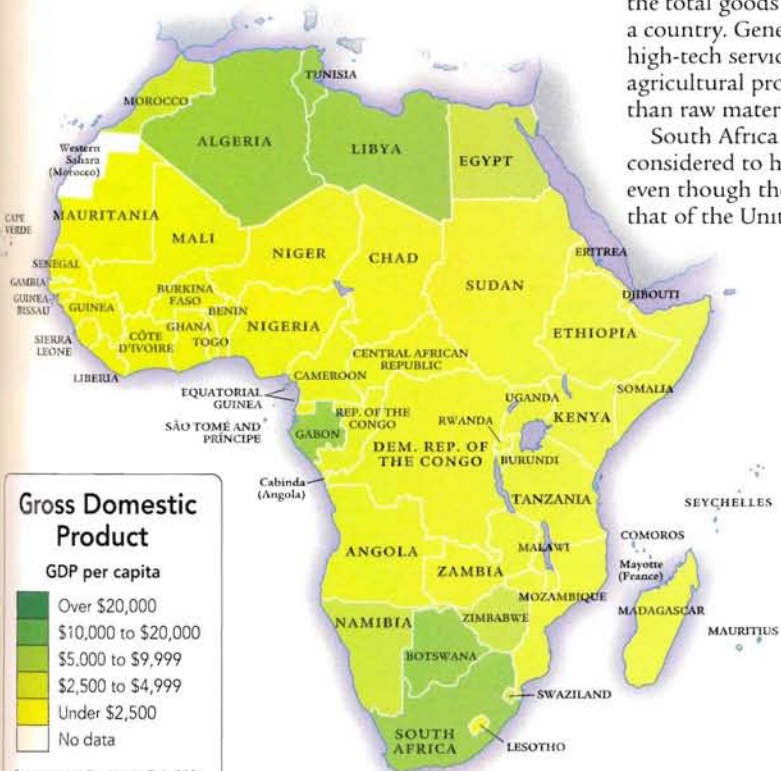 the total goods
a country. Gene
high-tech servic
agricultural pro
than raw mater
South Africa
considered to h
even though the
that of the Unit
TUNISIA
MOROCCO
ALGERIA
LIBYA
EGYPT
Western
Sahara
(Morocco)
CAPE
VERDE
MAURITANIA
MALI
NIGER
CHAD
SUDAN
ERITREA
DJIBOUTI
SENEGAL
GAMBIA
GUINEA-
BISSAU
GUINEA
BURKINA
FASO
BENIN
GHANA
TOGO
CÔTE
D'IVOIRE
SIERRA
LEONE
LIBERIA
NIGERIA
CENTRAL AFRICAN
REPUBLIC
ETHIOPIA
SOMALIA
CAMEROON
EQUATORIAL
GUINEA
SÃO TOMÉ AND
PRÍNCIPE
GABON
REP. OF THE
CONGO
DEM. REP. OF
THE CONGO
UGANDA
KENYA
RWANDA
BURUNDI
TANZANIA
Cabinda
(Angola)
SEYCHELLES
COMOROS
Mayotte
(France)
ANGOLA
ZAMBIA
MALAWI
MOZAMBIQUE
MADAGASCAR
MAURITIUS
NAMIBIA
ZIMBABWE
BOTSWANA
SWAZILAND
SOUTH
AFRICA
LESOTHO
Gross Domestic
Product
GDP per capita
Over $20,000
$10,000 to $20,000
$5,000 to $9,999
$2,500 to $4,999
Under $2,500
No data